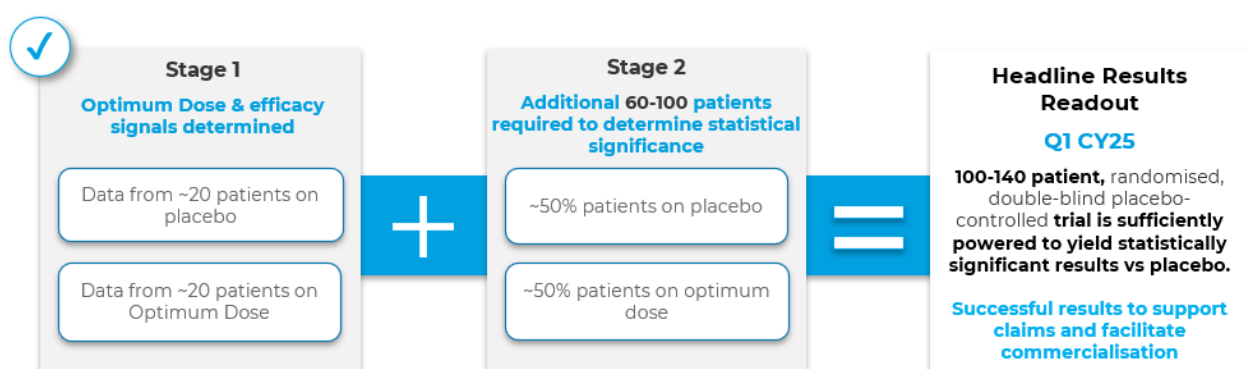 Stage 1
Optimum Dose & efficacy
signals determined
Data from ~20 patients on
placebo
Data from ~20 patients on
Optimum Dose
+
Stage 2
Additional 60-100 patients
required to determine statistical
significance
~50% patients on placebo
~50% patients on optimum
dose
=
Headline Results
Readout
Q1 CY25
100-140 patient, randomised,
double-blind placebo-
controlled trial is sufficiently
powered to yield statistically
significant results vs placebo.
Successful results to support
claims and facilitate
commercialisation